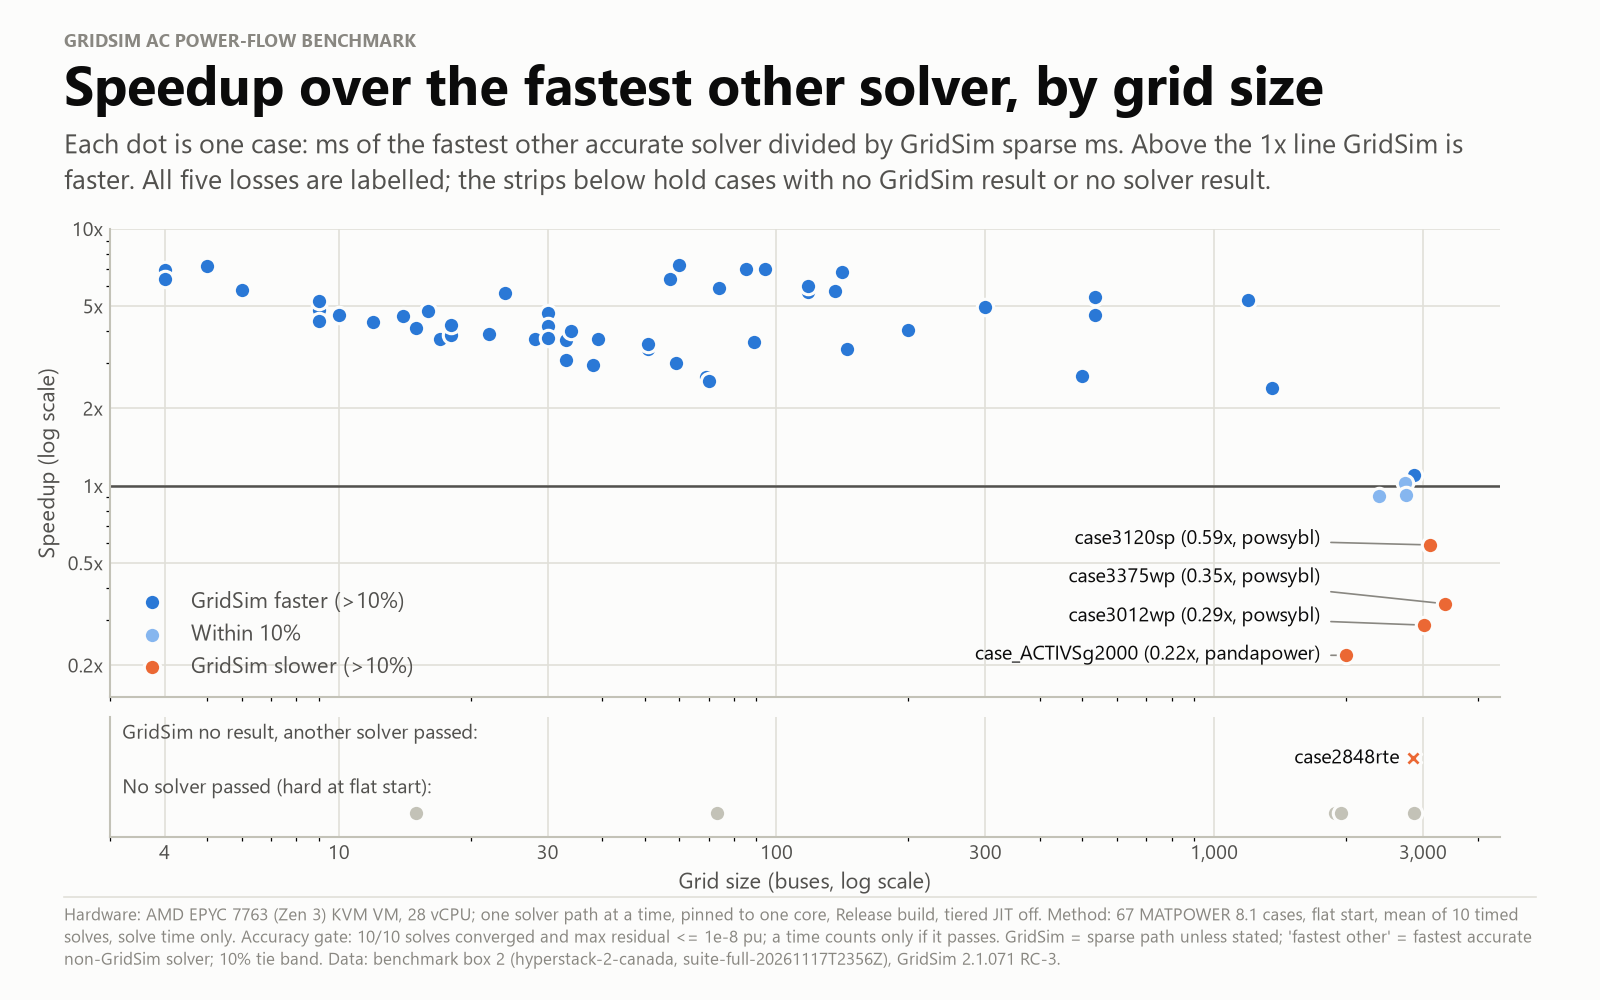 GRIDSIM AC POWER-FLOW BENCHMARK
Speedup over the fastest other solver, by grid size
Each dot is one case: ms of the fastest other accurate solver divided by GridSim sparse ms. Above the 1x line GridSim is
faster. All five losses are labelled; the strips below hold cases with no GridSim result or no solver result.
10x
5x
2x
1x
0.5x
0.2x
Speedup (log scale)
case3120sp (0.59x, powsybl)
case3375wp (0.35x, powsybl)
case3012wp (0.29x, powsybl)
case_ACTIVSg2000 (0.22x, pandapower)
GridSim faster (>10%)
Within 10%
GridSim slower (>10%)
GridSim no result, another solver passed:
case2848rte
No solver passed (hard at flat start):
4 10 30 100 300 1,000 3,000
Grid size (buses, log scale)
Hardware: AMD EPYC 7763 (Zen 3) KVM VM, 28 vCPU; one solver path at a time, pinned to one core, Release build, tiered JIT off. Method: 67 MATPOWER 8.1 cases, flat start, mean of 10 timed
solves, solve time only. Accuracy gate: 10/10 solves converged and max residual <= 1e-8 pu; a time counts only if it passes. GridSim = sparse path unless stated; 'fastest other' = fastest accurate
non-GridSim solver; 10% tie band. Data: benchmark box 2 (hyperstack-2-canada, suite-full-20261117T2356Z), GridSim 2.1.071 RC-3.